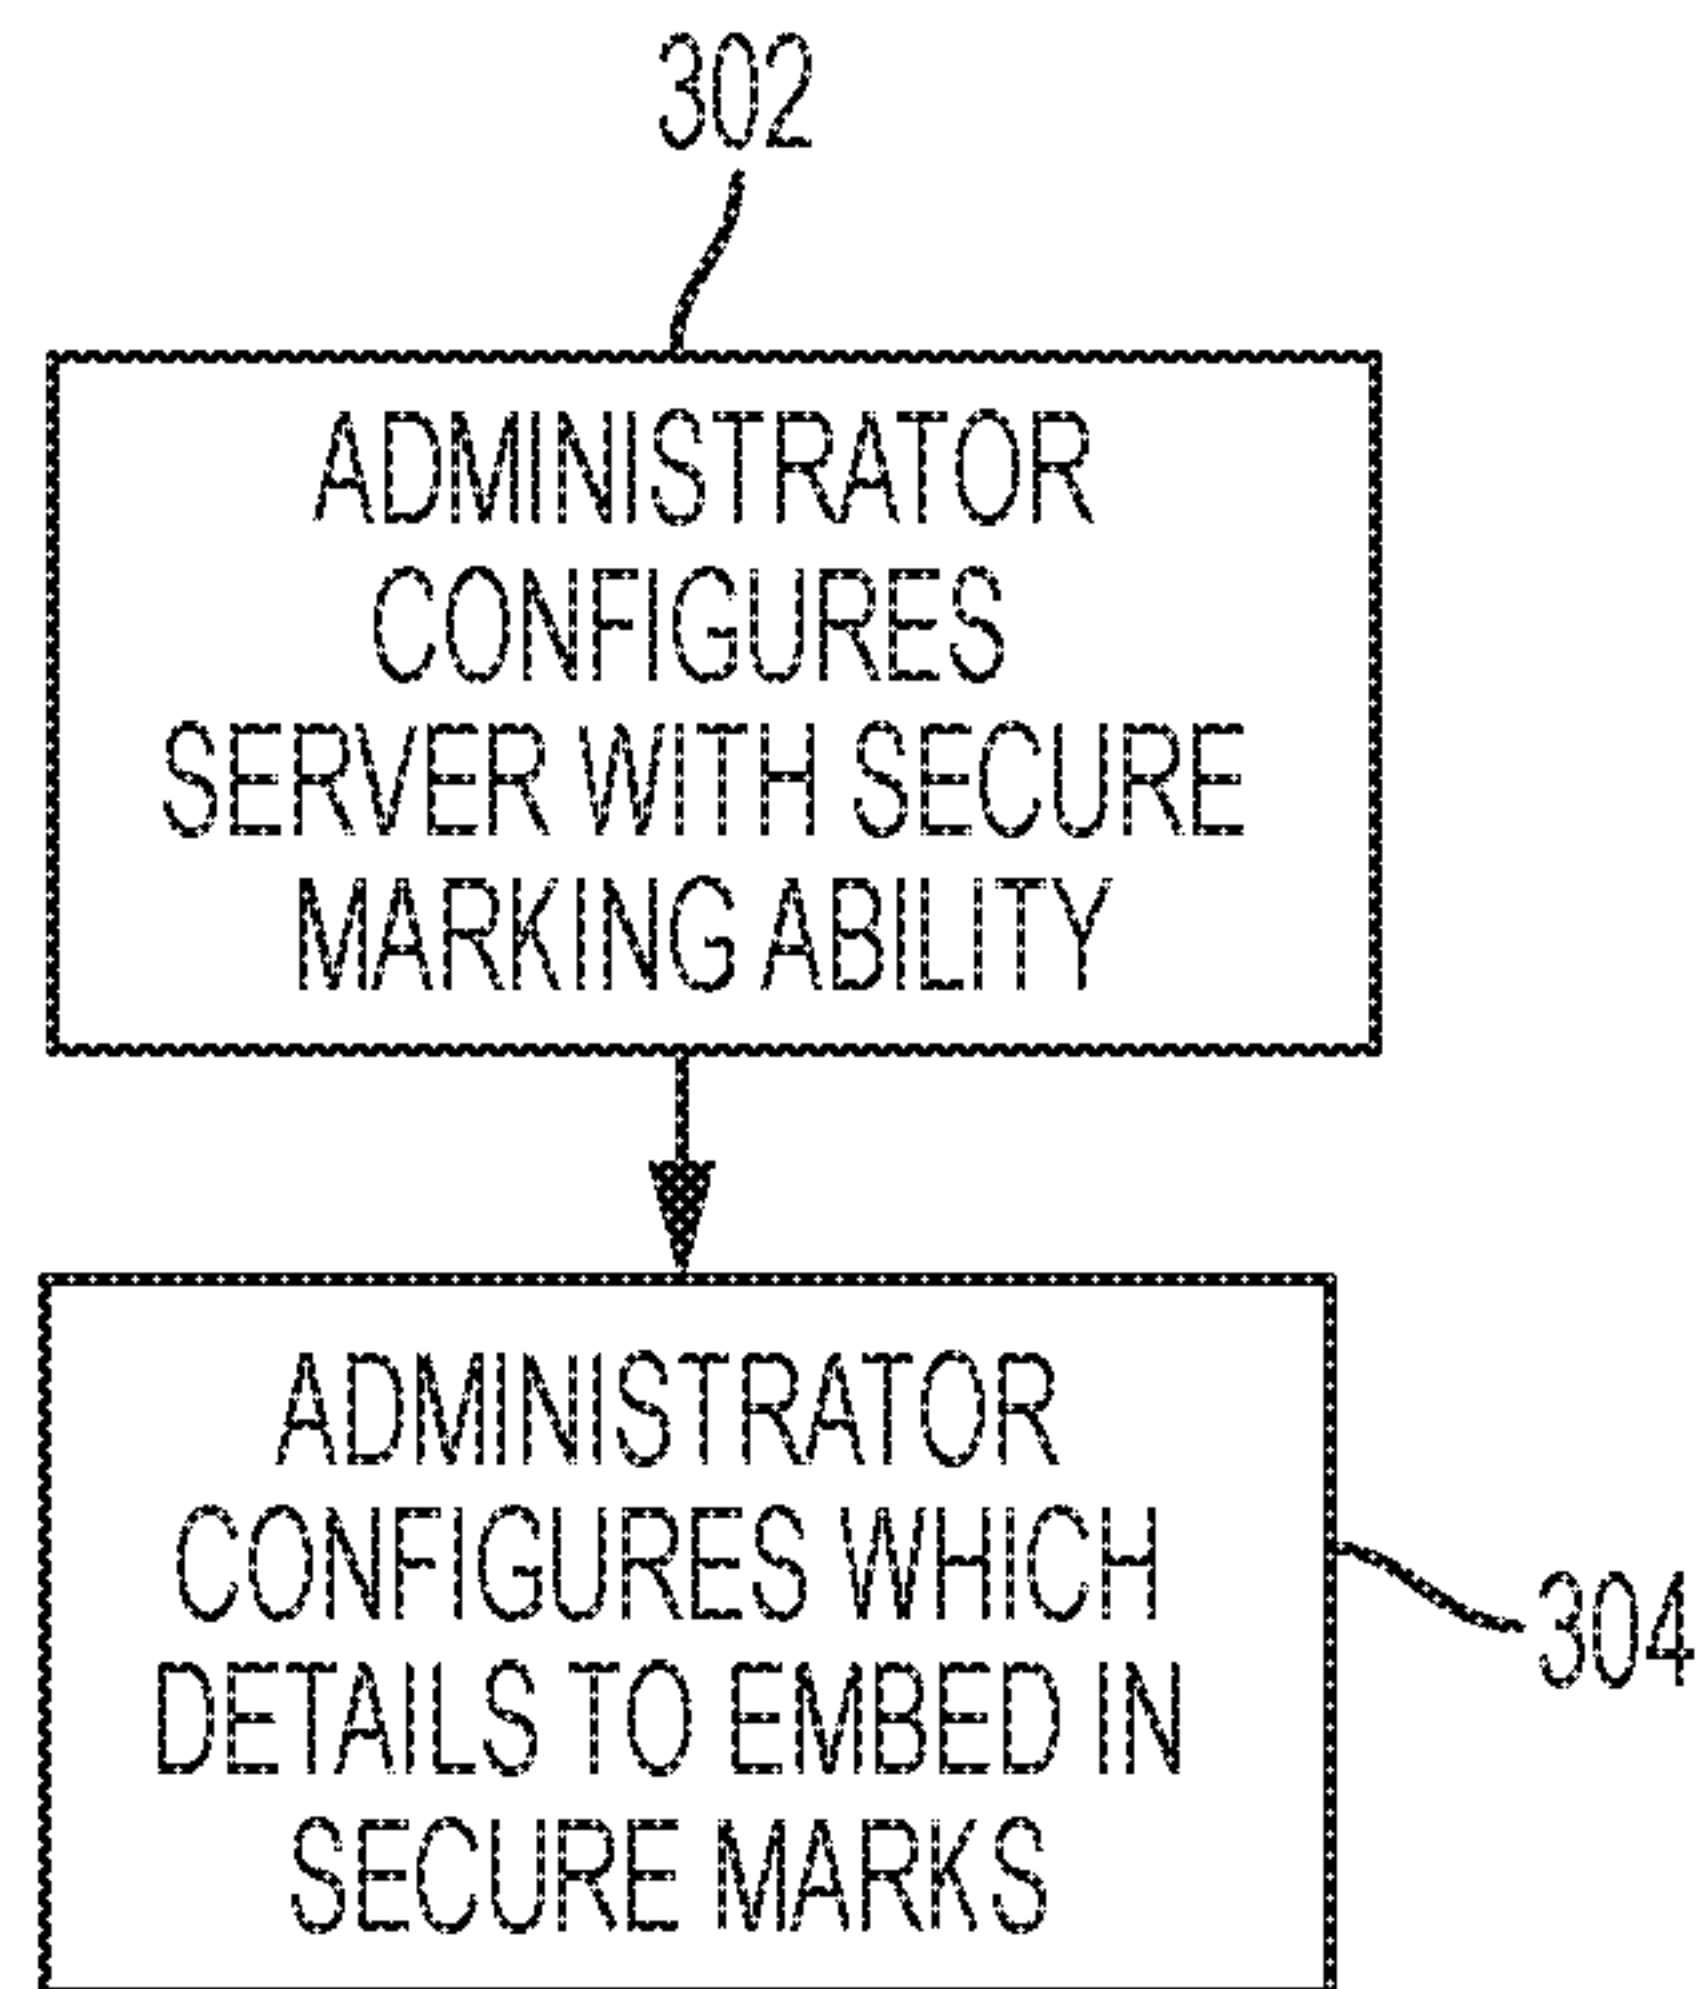 302
ADMINISTRATOR
CONFIGURES
SERVER WITH SECURE
MARKING ABILITY
ADMINISTRATOR
CONFIGURES WHICH
DETAILS TO EMBED IN
SECURE MARKS
304